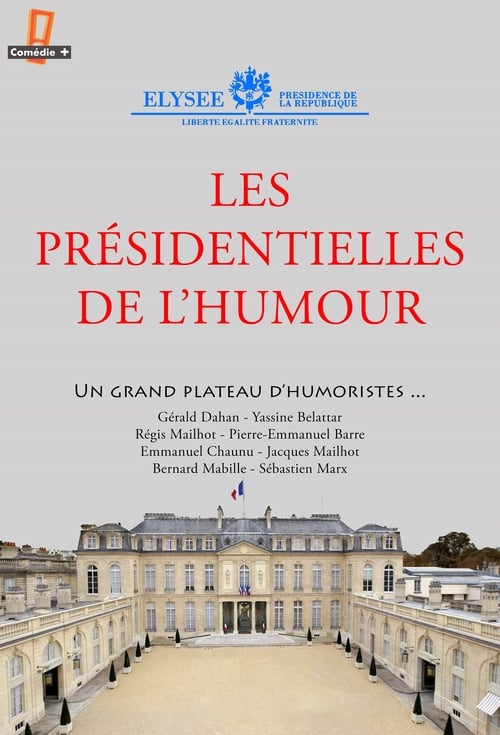 Comédie +
ELYSEE
PRESIDENCE DE
LA REPUBLIQUE
LIBERTE EGALITE FRATERNITE
LES
PRÉSIDENTIELLES
DE L'HUMOUR
UN GRAND PLATEAU D'HUMORISTES ...
Gérald Dahan - Yassine Belattar
Régis Mailhot - Pierre-Emmanuel Barre
Emmanuel Chaunu - Jacques Mailhot
Bernard Mabille - Sébastien Marx